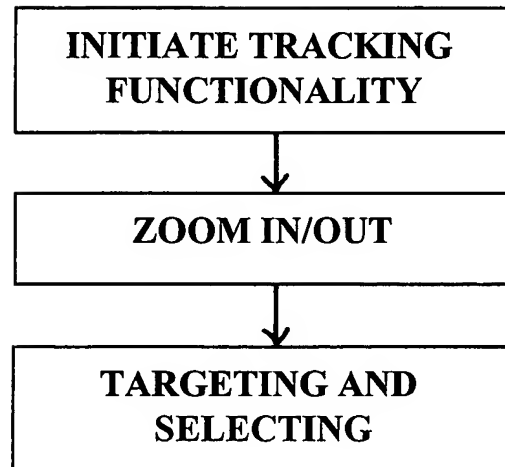 INITIATE TRACKING
FUNCTIONALITY
ZOOM IN/OUT
TARGETING AND
SELECTING